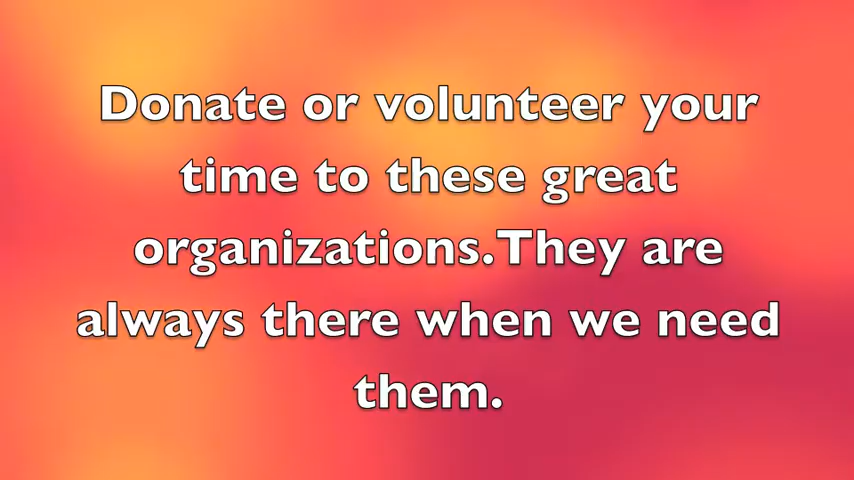 Donate or volunteer your
time to these great
organizations.They are
always there when we need
them.